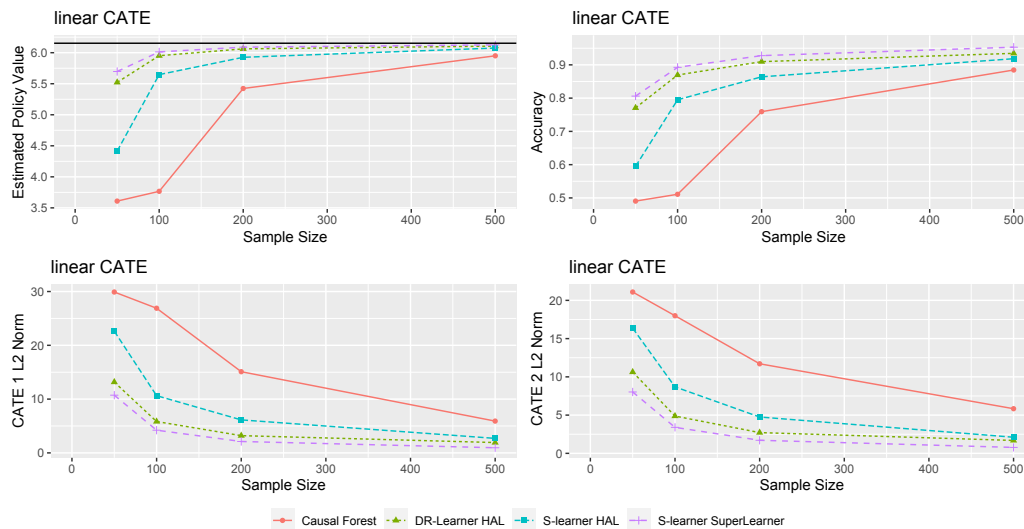 linear CATE
Estimated Policy Value
6.0
5.5
5.0
4.5
4.0
3.5
0 100 200 300 400 500
Sample Size
linear CATE
Accuracy
0.9
0.8
0.7
0.6
0.5
0 100 200 300 400 500
Sample Size
linear CATE
CATE 1 L2 Norm
30
20
10
0
0 100 200 300 400 500
Sample Size
linear CATE
CATE 2 L2 Norm
20
15
10
5
0
0 100 200 300 400 500
Sample Size
Causal Forest DR-Learner HAL S-learner HAL S-learner SuperLearner